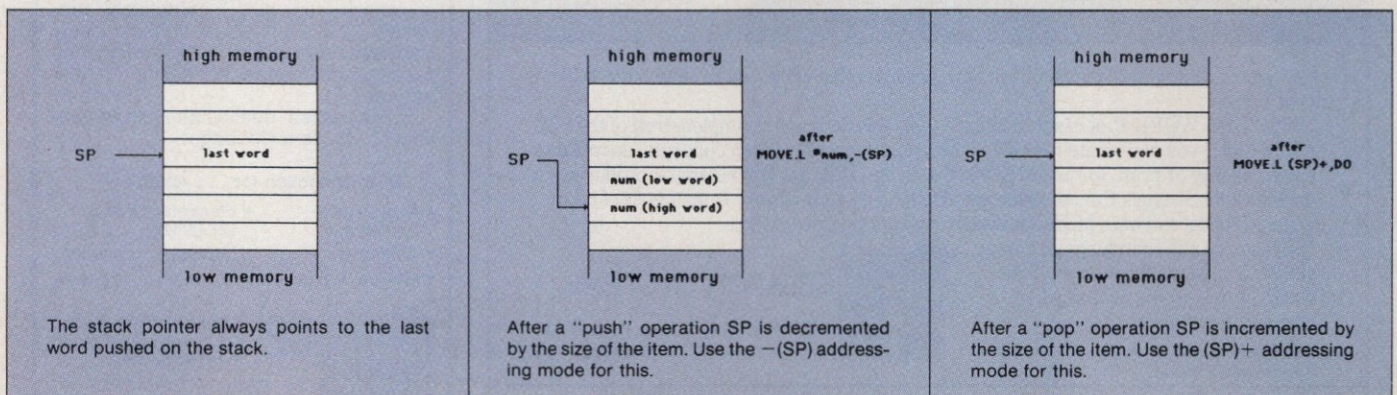 high memory
SP
last word
low memory
The stack pointer always points to the last
word pushed on the stack.
high memory
SP
last word
num (low word)
num (high word)
low memory
after
MOVE.L #num,-(SP)
After a “push” operation SP is decremented
by the size of the item. Use the −(SP) address-
ing mode for this.
high memory
SP
last word
low memory
after
MOVE.L (SP)+,D0
After a “pop” operation SP is incremented by
the size of the item. Use the (SP)+ addressing
mode for this.